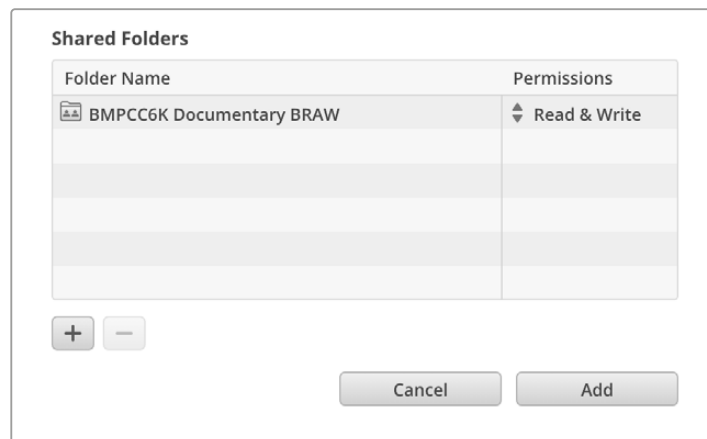 Shared Folders
Folder Name Permissions
BMPCC6K Documentary BRAW Read & Write
Cancel Add